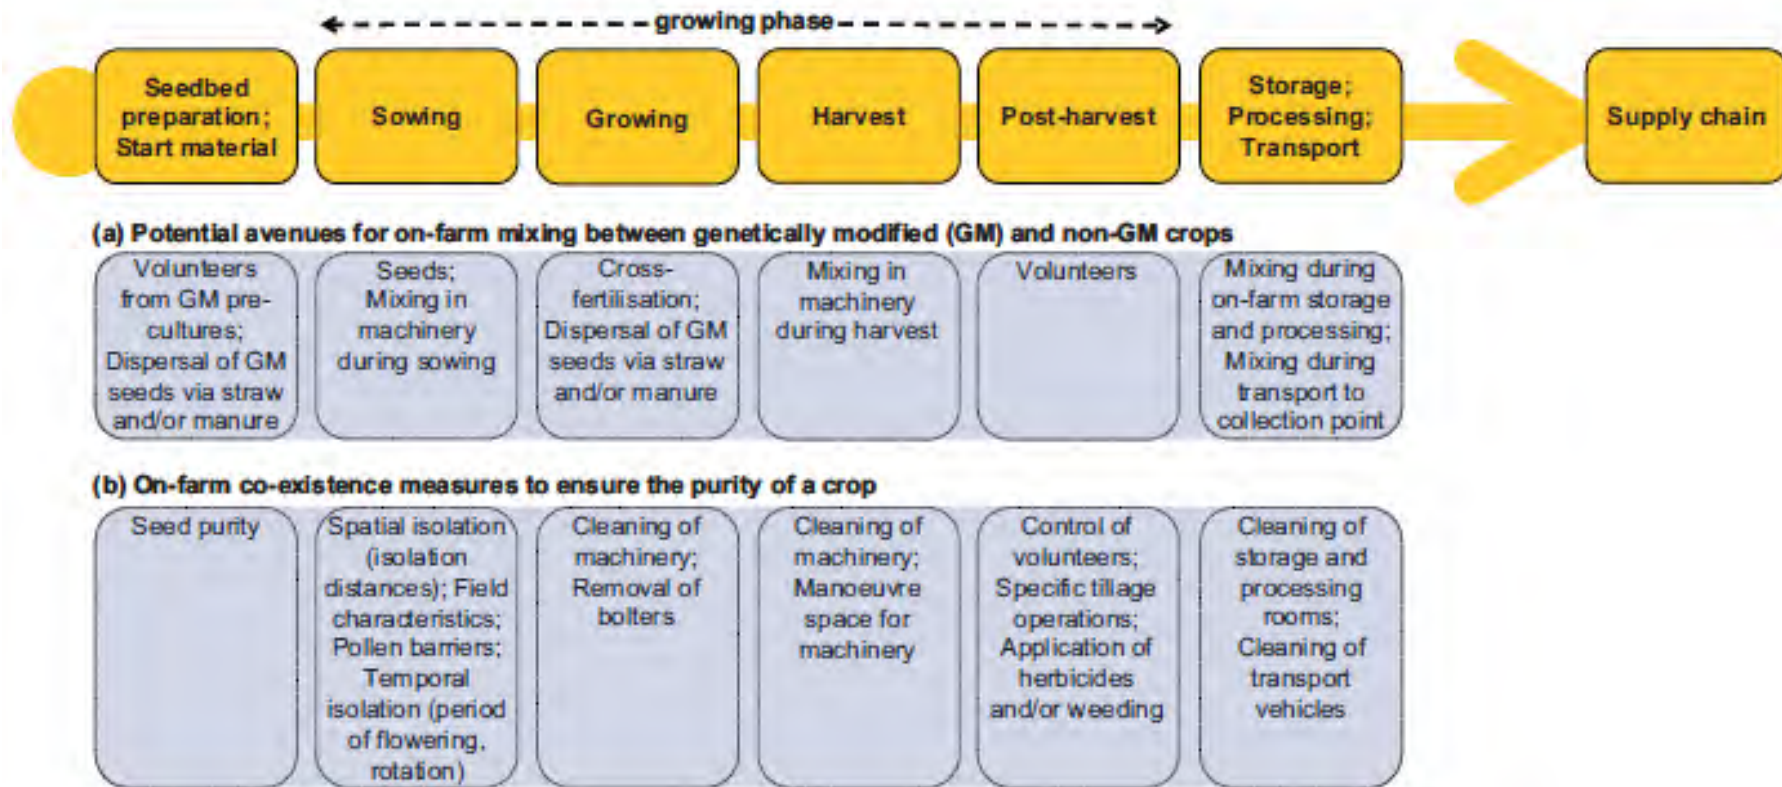 growing phase
Seedbed
preparation;
Start material
Sowing
Growing
Harvest
Post-harvest
Storage;
Processing;
Transport
Supply chain
(a) Potential avenues for on-farm mixing between genetically modified (GM) and non-GM crops
Volunteers
from GM pre-
cultures;
Dispersal of GM
seeds via straw
and/or manure
Seeds;
Mixing in
machinery
during sowing
Cross-
fertilisation;
Dispersal of GM
seeds via straw
and/or manure
Mixing in
machinery
during harvest
Volunteers
Mixing during
on-farm storage
and processing;
Mixing during
transport to
collection point
(b) On-farm co-existence measures to ensure the purity of a crop
Seed purity
Spatial isolation
(isolation
distances); Field
characteristics;
Pollen barriers;
Temporal
isolation (period
of flowering,
rotation)
Cleaning of
machinery;
Removal of
bolters
Cleaning of
machinery;
Manoeuvre
space for
machinery
Control of
volunteers;
Specific tillage
operations;
Application of
herbicides
and/or weeding
Cleaning of
storage and
processing
rooms;
Cleaning of
transport
vehicles